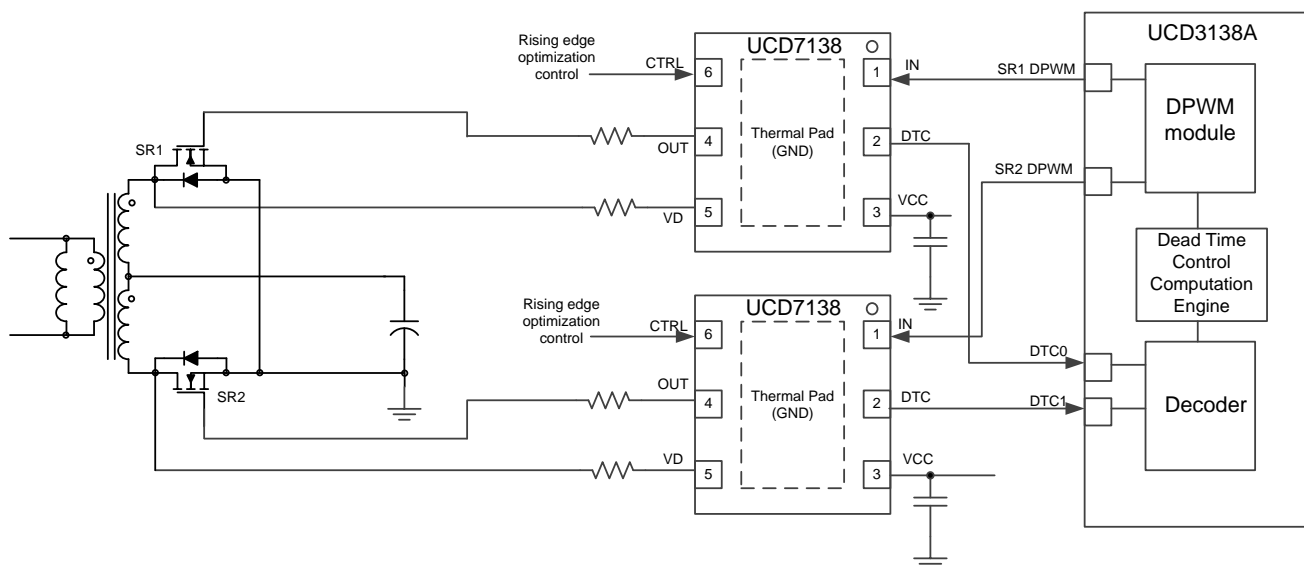 Rising edge
optimization
control
CTRL
UCD7138
6
1
IN
SR1 DPWM
UCD3138A
DPWM
module
SR1
OUT
4
Thermal Pad
(GND)
2
DTC
SR2 DPWM
VD
5
3
VCC
Dead Time
Control
Computation
Engine
Rising edge
optimization
control
CTRL
UCD7138
6
1
IN
DTC0
SR2
OUT
4
Thermal Pad
(GND)
2
DTC
DTC1
Decoder
VD
5
3
VCC